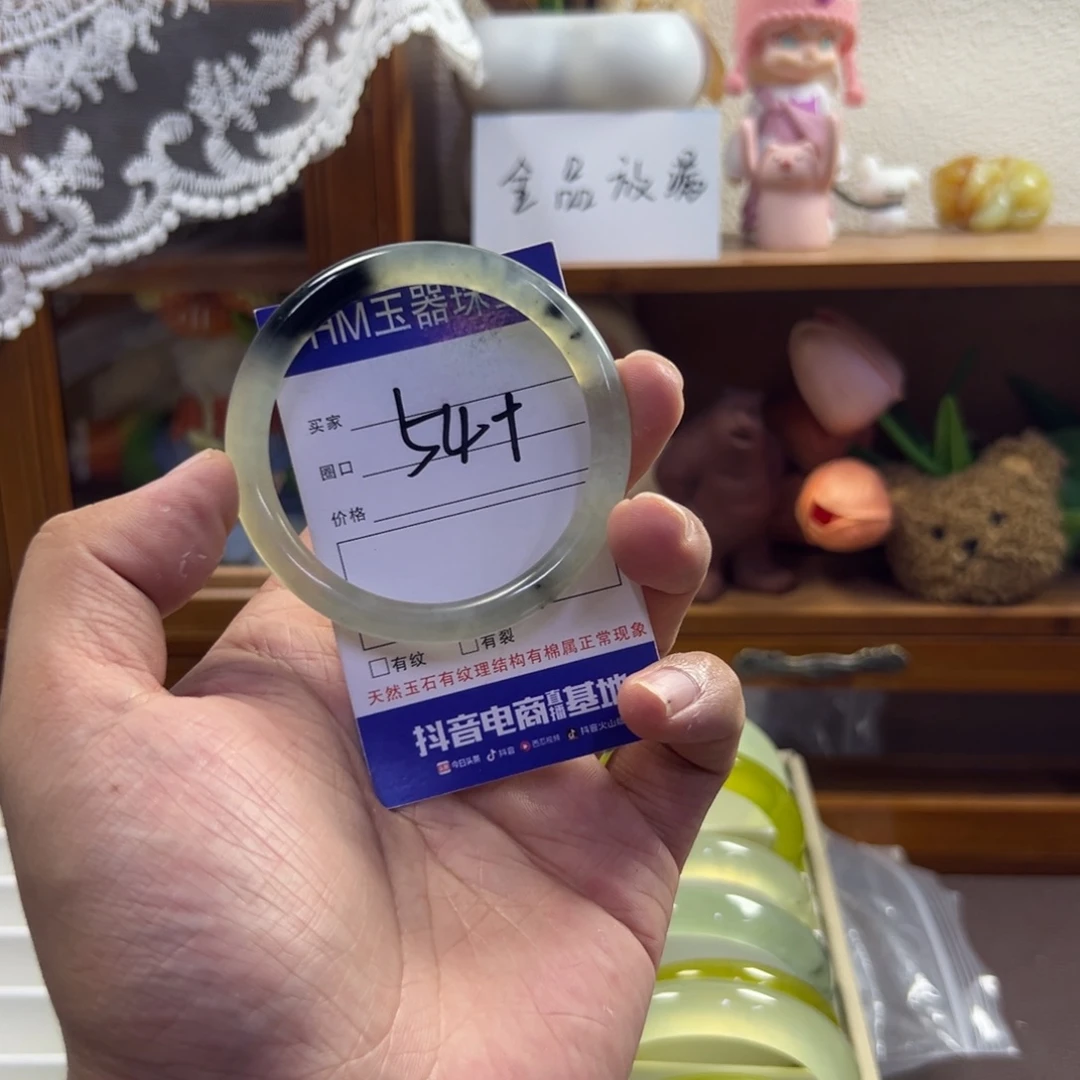 全品放漏
HM玉器珠
买家
54+
圈口
价格
□有纹 □有裂
天然玉石有纹理结构有棉属正常现象
抖音电商直播基地
今日头条 抖音 西瓜视频 抖音火山